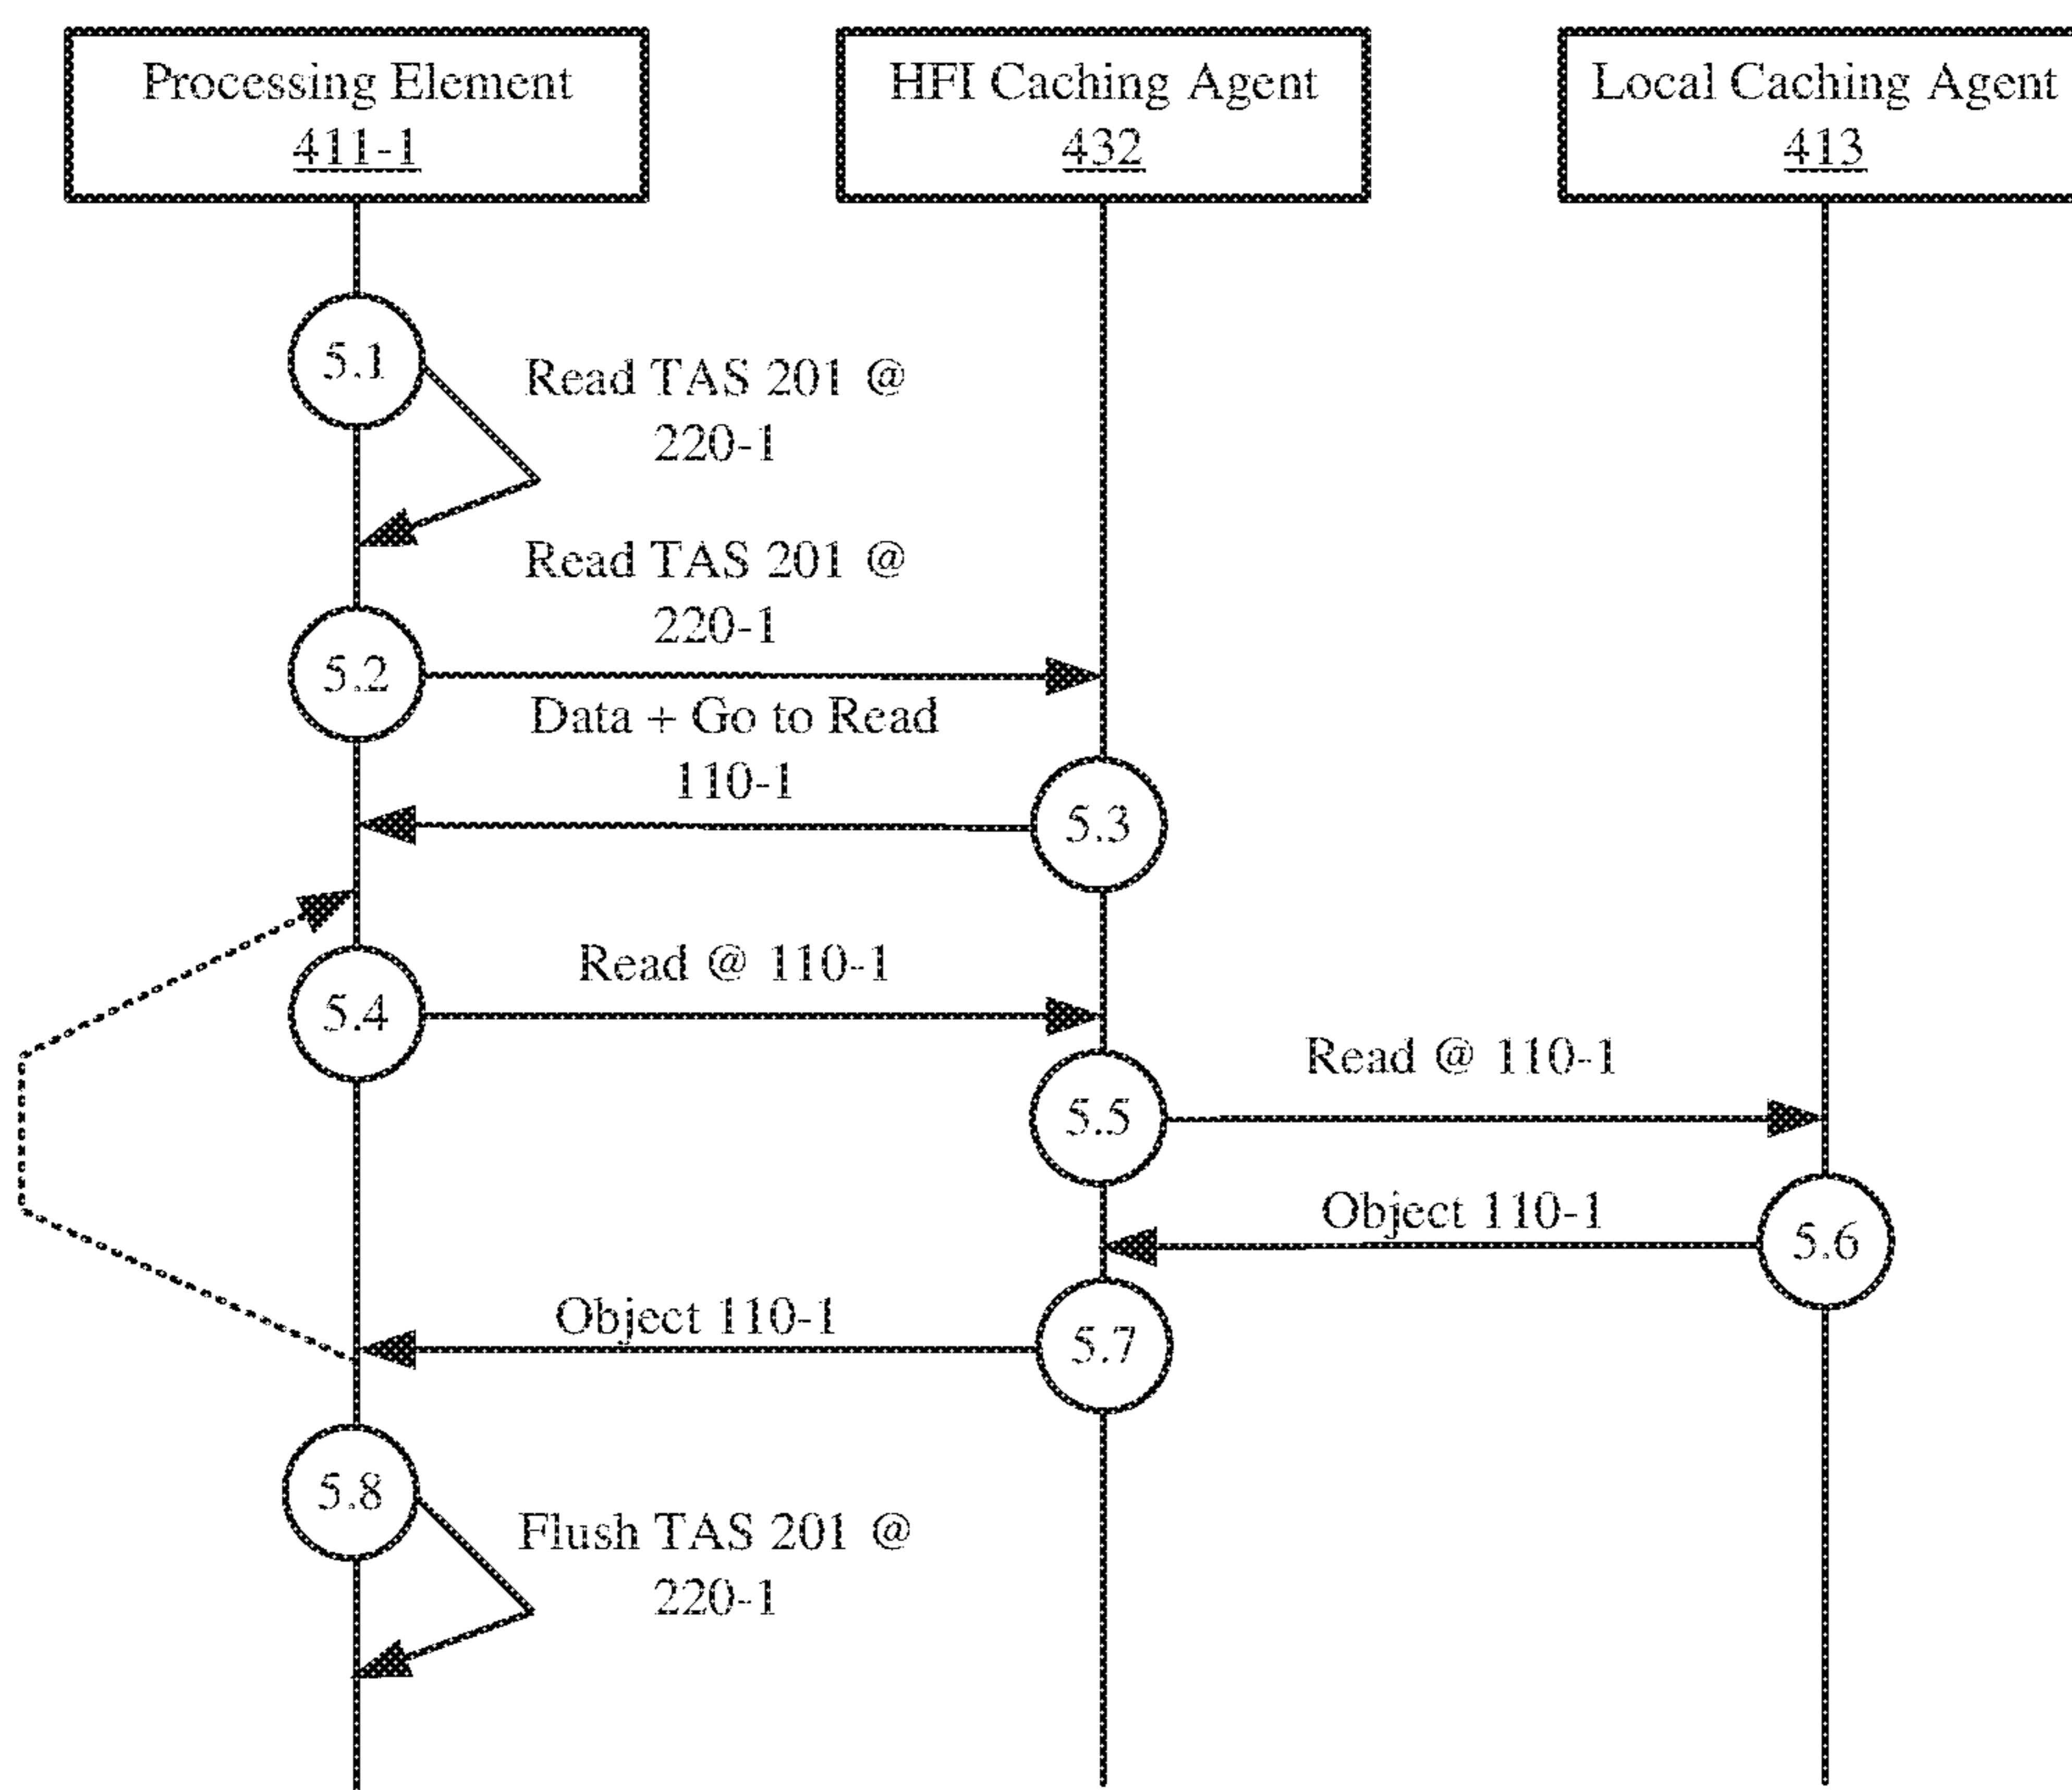 Processing Element
411-1
HFI Caching Agent
432
Local Caching Agent
413
5.1
Read TAS 201 @
220-1
Read TAS 201 @
220-1
5.2
Data + Go to Read
110-1
5.3
Read @ 110-1
5.4
Read @ 110-1
5.5
Object 110-1
5.6
Object 110-1
5.7
5.8
Flush TAS 201 @
220-1